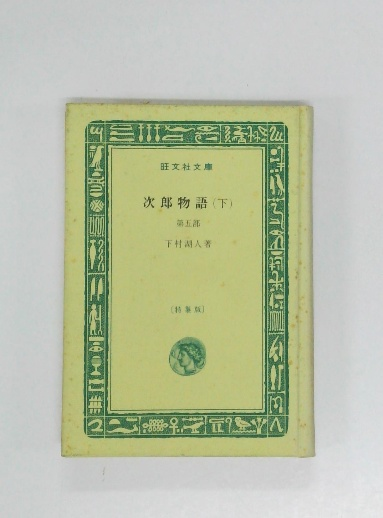 旺文社文庫
次郎物語(下)
第五部
下村湖人著
[特製版]